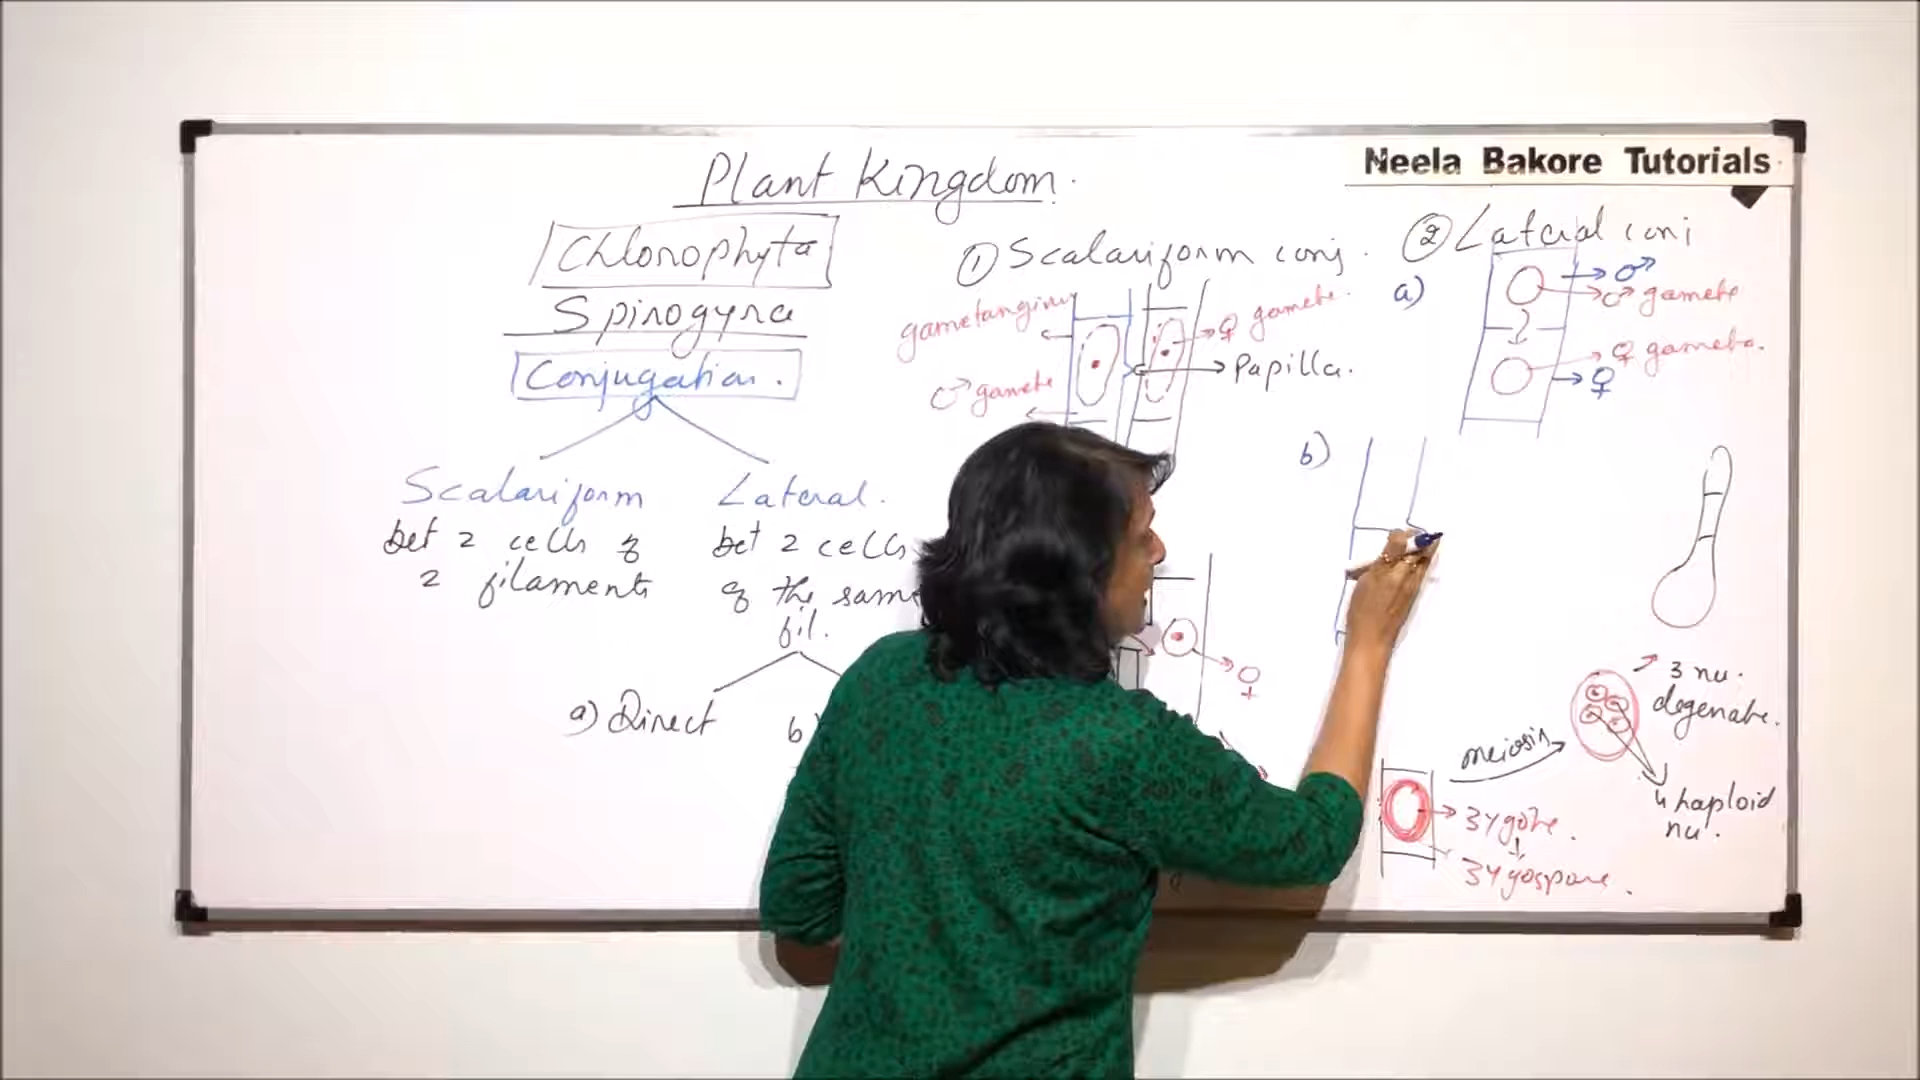 Neela Bakore Tutorials
Plant Kingdom.
Chlorophyta
Spirogyra
Conjugation.
Scalariform
bet 2 cells of
2 filaments
Lateral.
bet 2 cells
of the same
fil.
a) Direct
b)
① Scalariform conj.
gametangium
♂ gamete
♀ gamete.
Papilla.
♀
② Lateral conj
a)
♂
♂ gamete
♀ gamete.
♀
b)
3 nu.
degenate.
meiosis
4 haploid
nu.
Zygote.
Zygospore.